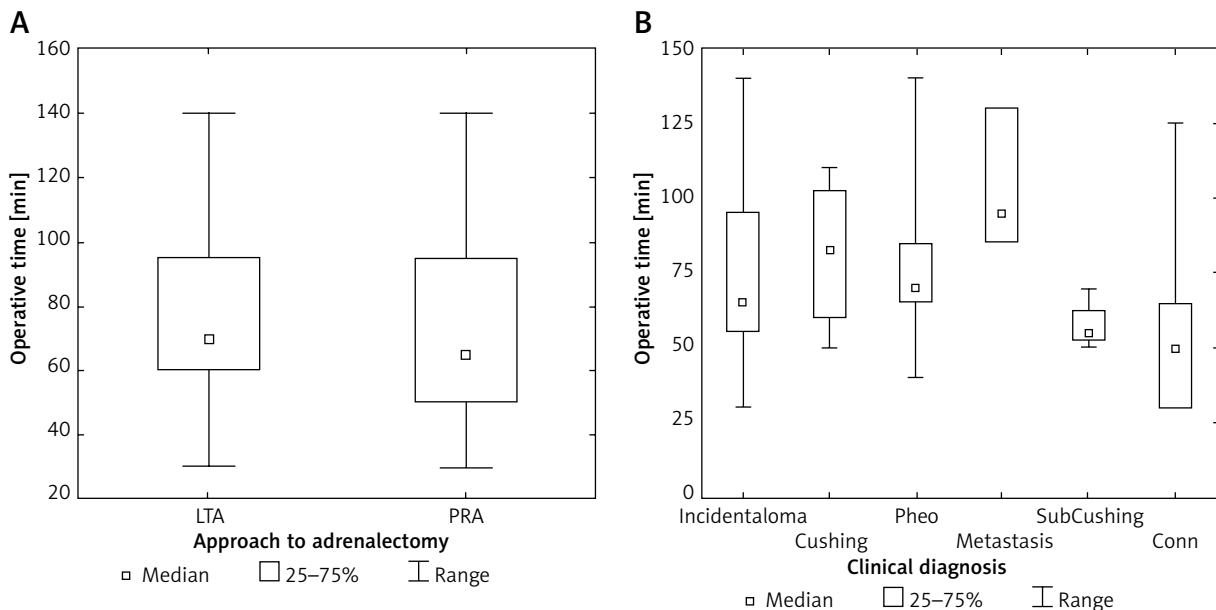 A
160
140
120
100
80
60
40
20
Operative time [min]
LTA PRA
Approach to adrenalectomy
Median 25–75% Range
B
150
125
100
75
50
25
0
Operative time [min]
Incidentaloma Pheo SubCushing
Cushing Metastasis Conn
Clinical diagnosis
Median 25–75% Range